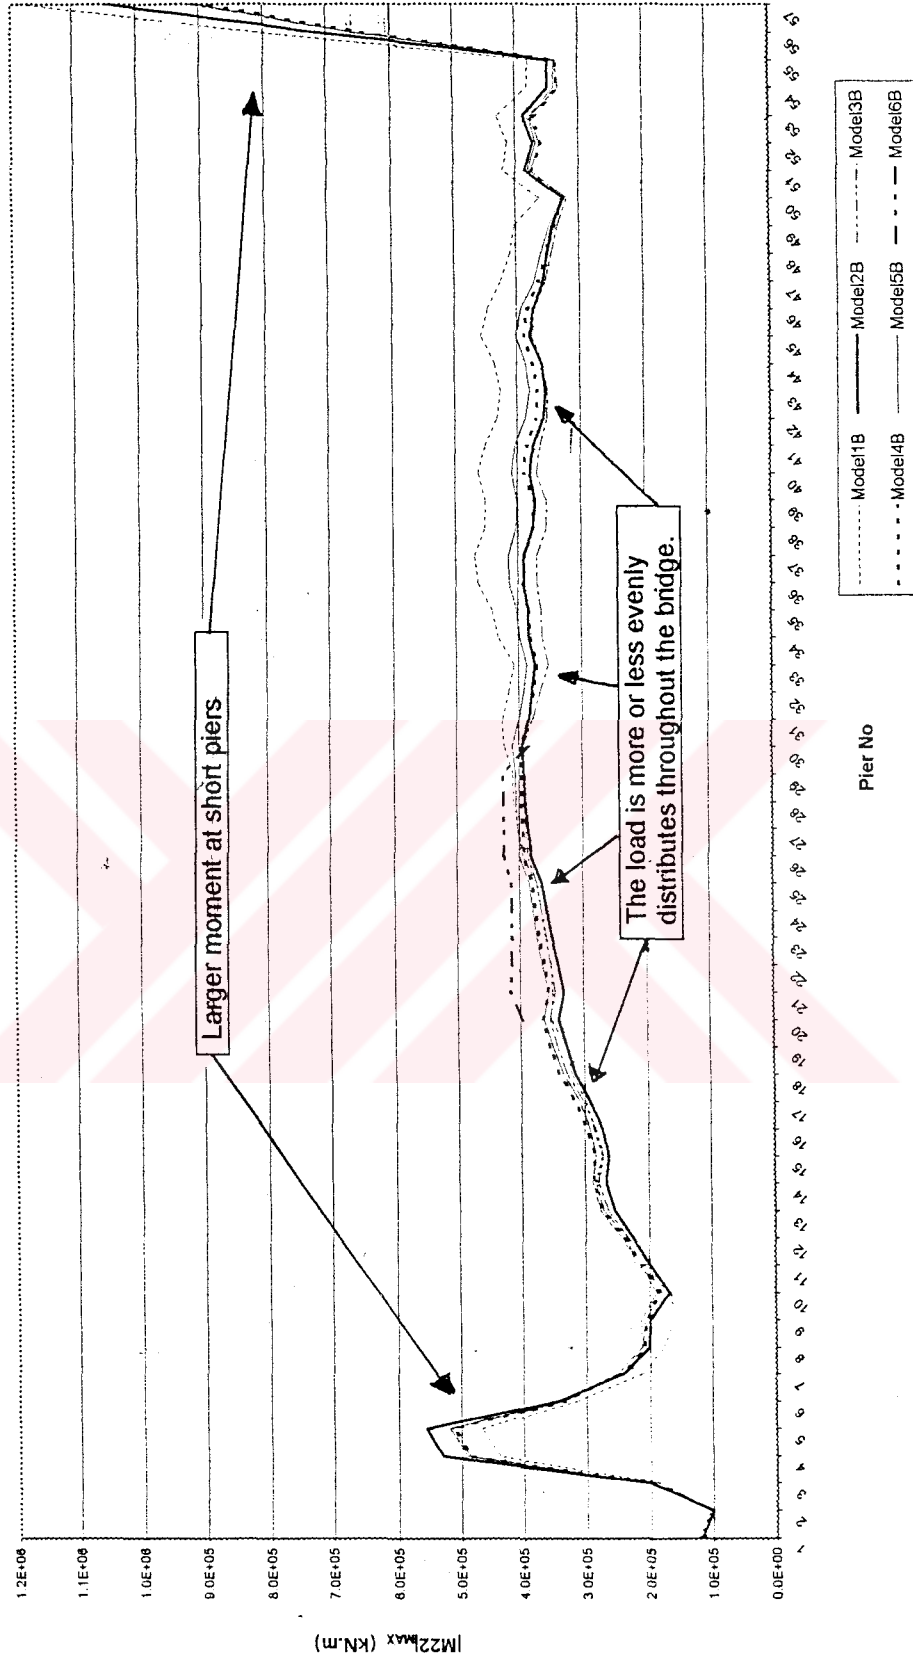 1.2E+06
1.1E+06
1.0E+06
9.0E+05
8.0E+05
7.0E+05
6.0E+05
5.0E+05
4.0E+05
3.0E+05
2.0E+05
1.0E+05
0.0E+00
|M22|MAX (kN.m)
Larger moment at short piers
The load is more or less evenly
distributes throughout the bridge.
1 2 3 4 5 6 7 8 9 10 11 12 13 14 15 16 17 18 19 20 21 22 23 24 25 26 27 28 29 30 31 32 33 34 35 36 37 38 39 40 41 42 43 44 45 46 47 48 49 50 51 52 53 54 55 56 57
Pier No
Model1B Model2B Model3B
Model4B Model5B Model6B